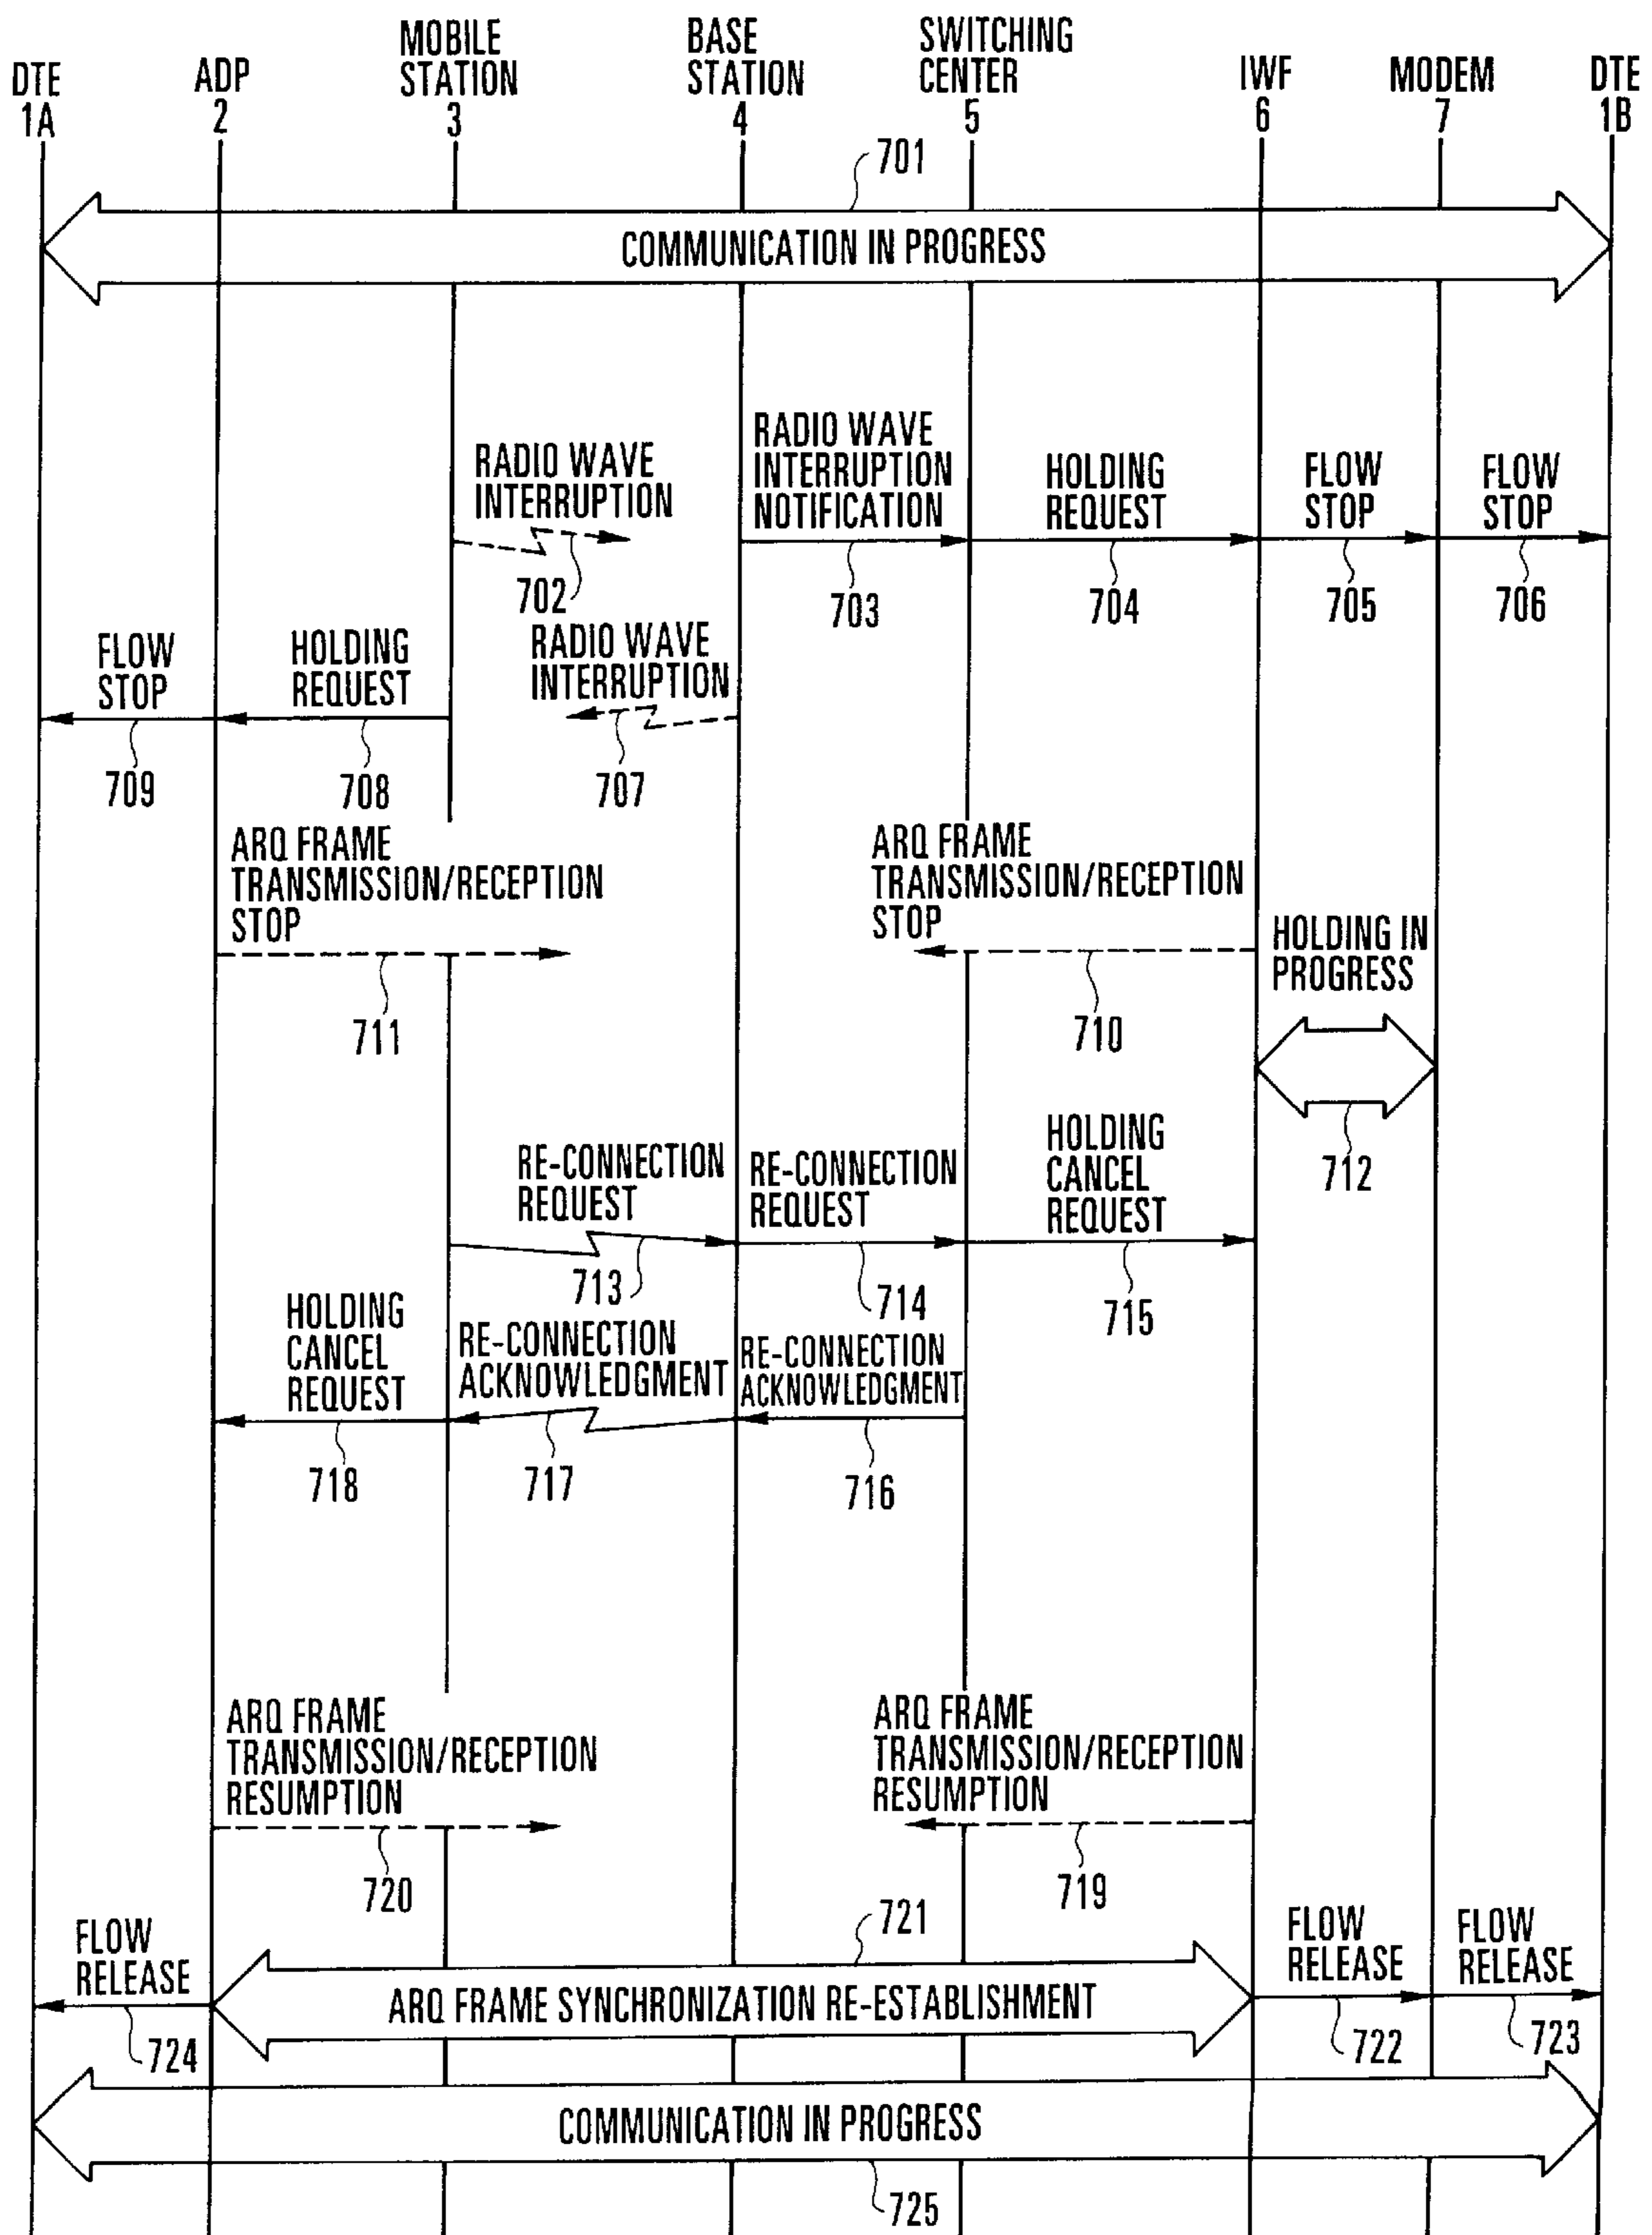 DTE
1A
ADP
2
MOBILE
STATION
3
BASE
STATION
4
SWITCHING
CENTER
5
IWF
6
MODEM
7
DTE
1B
701
COMMUNICATION IN PROGRESS
RADIO WAVE
INTERRUPTION
702
RADIO WAVE
INTERRUPTION
NOTIFICATION
703
HOLDING
REQUEST
704
FLOW
STOP
705
FLOW
STOP
706
FLOW
STOP
709
HOLDING
REQUEST
708
RADIO WAVE
INTERRUPTION
707
ARQ FRAME
TRANSMISSION/RECEPTION
STOP
711
ARQ FRAME
TRANSMISSION/RECEPTION
STOP
710
HOLDING IN
PROGRESS
712
RE-CONNECTION
REQUEST
713
RE-CONNECTION
REQUEST
714
HOLDING
CANCEL
REQUEST
715
HOLDING
CANCEL
REQUEST
718
RE-CONNECTION
ACKNOWLEDGMENT
717
RE-CONNECTION
ACKNOWLEDGMENT
716
ARQ FRAME
TRANSMISSION/RECEPTION
RESUMPTION
720
ARQ FRAME
TRANSMISSION/RECEPTION
RESUMPTION
719
FLOW
RELEASE
724
721
ARQ FRAME SYNCHRONIZATION RE-ESTABLISHMENT
FLOW
RELEASE
722
FLOW
RELEASE
723
COMMUNICATION IN PROGRESS
725